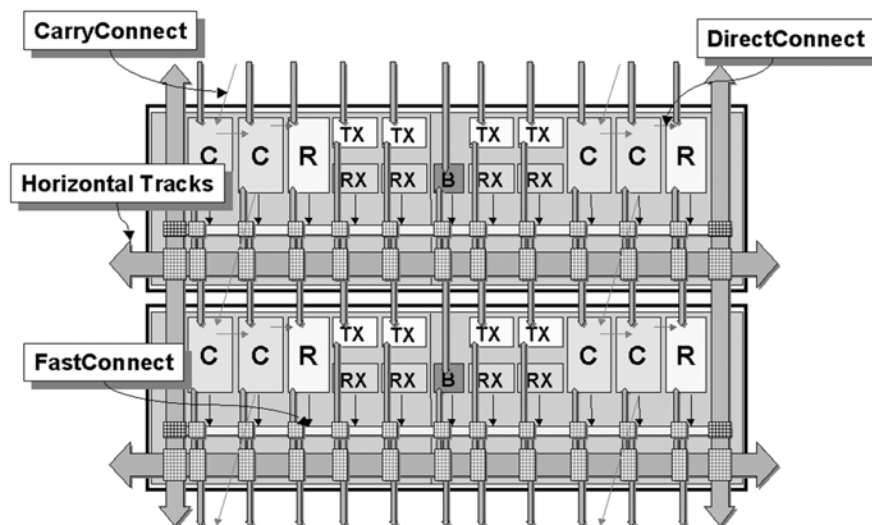 CarryConnect
DirectConnect
TX TX TX TX
C C R C C R
Horizontal Tracks
RX RX B RX RX
TX TX TX TX
C C R C C R
FastConnect
RX RX B RX RX